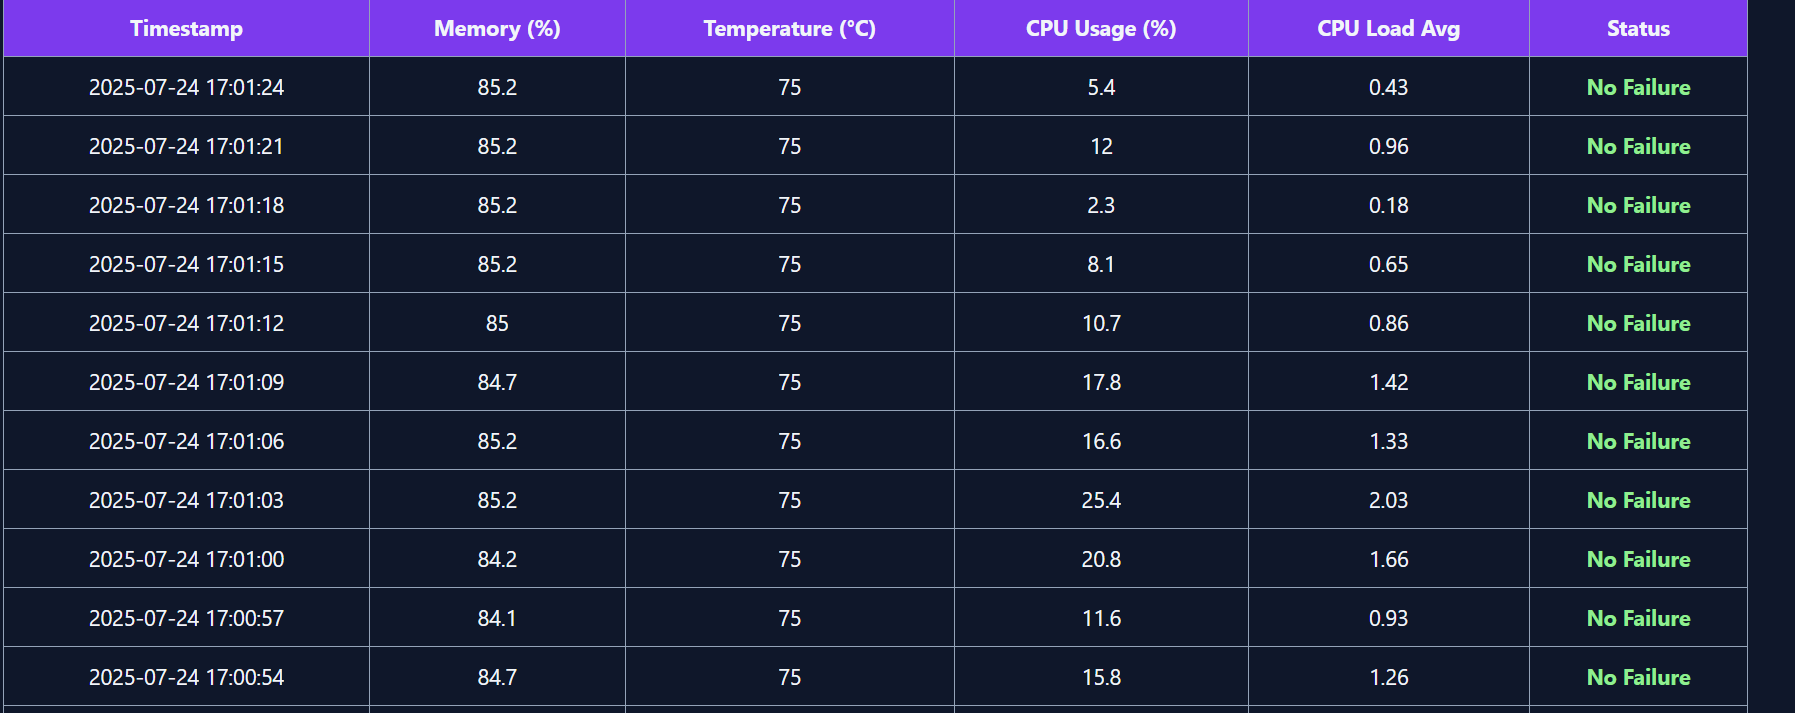 Timestamp Memory (%) Temperature (°C) CPU Usage (%) CPU Load Avg Status
2025-07-24 17:01:24 85.2 75 5.4 0.43 No Failure
2025-07-24 17:01:21 85.2 75 12 0.96 No Failure
2025-07-24 17:01:18 85.2 75 2.3 0.18 No Failure
2025-07-24 17:01:15 85.2 75 8.1 0.65 No Failure
2025-07-24 17:01:12 85 75 10.7 0.86 No Failure
2025-07-24 17:01:09 84.7 75 17.8 1.42 No Failure
2025-07-24 17:01:06 85.2 75 16.6 1.33 No Failure
2025-07-24 17:01:03 85.2 75 25.4 2.03 No Failure
2025-07-24 17:01:00 84.2 75 20.8 1.66 No Failure
2025-07-24 17:00:57 84.1 75 11.6 0.93 No Failure
2025-07-24 17:00:54 84.7 75 15.8 1.26 No Failure